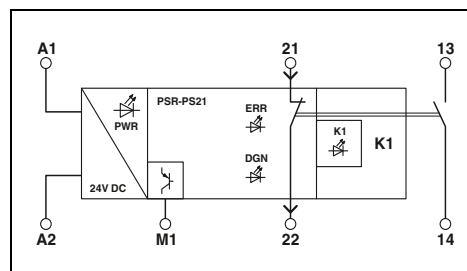 A1 21 13
PSR-PS21
PWR
ERR
K1
K1
DGN
24V DC
A2 M1 22 14